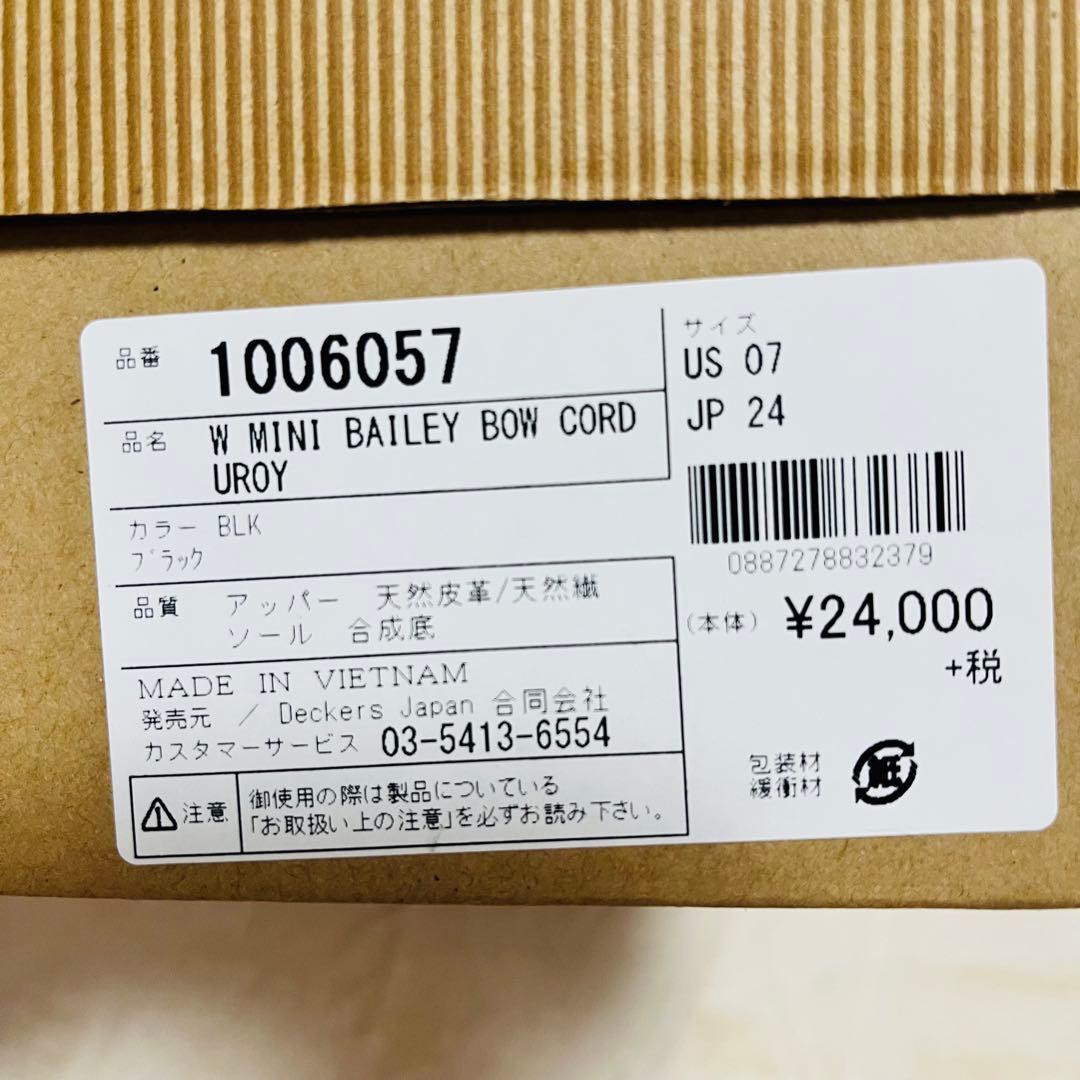 品番 1006057
品名 W MINI BAILEY BOW CORD
UROY
カラー BLK
ブラック
品質 アッパー 天然皮革/天然繊
ソール 合成底
MADE IN VIETNAM
発売元 / Deckers Japan 合同会社
カスタマーサービス 03-5413-6554
注意 御使用の際は製品についている
「お取扱い上の注意」を必ずお読み下さい。
サイズ
US 07
JP 24
0887278832379
(本体) ¥24,000
+税
包装材
緩衝材
紙